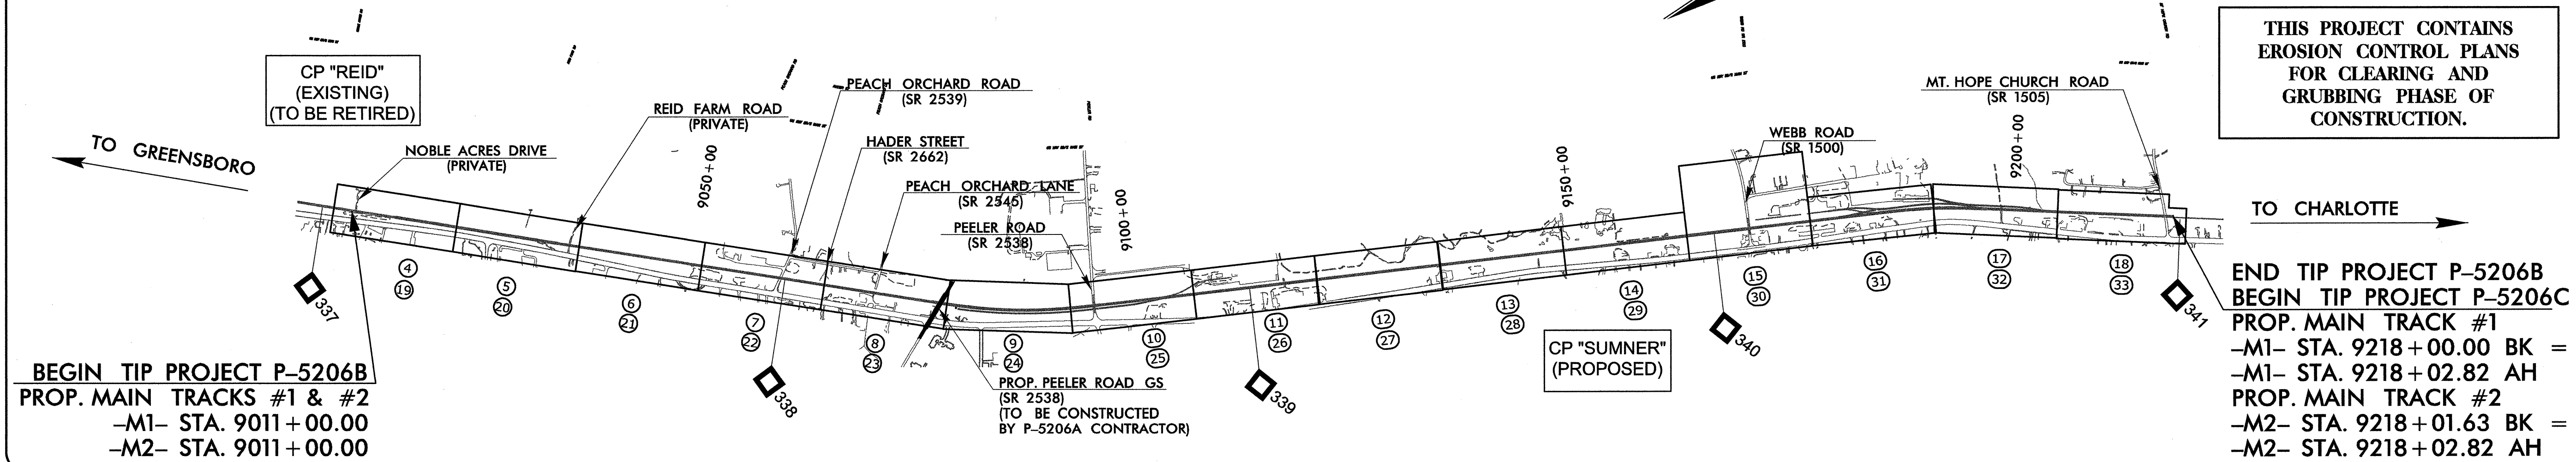 THIS PROJECT CONTAINS
EROSION CONTROL PLANS
FOR CLEARING AND
GRUBBING PHASE OF
CONSTRUCTION.
CP "REID"
(EXISTING)
(TO BE RETIRED)
TO GREENSBORO
NOBLE ACRES DRIVE
(PRIVATE)
REID FARM ROAD
(PRIVATE)
9050+00
PEACH ORCHARD ROAD
(SR 2539)
HADER STREET
(SR 2662)
PEACH ORCHARD LANE
(SR 2545)
PEELER ROAD
(SR 2538)
9100+00
9150+00
WEBB ROAD
(SR 1500)
MT. HOPE CHURCH ROAD
(SR 1505)
9200+00
TO CHARLOTTE
337
4
19
5
20
6
21
7
22
338
8
23
9
24
10
25
11
26
339
12
27
13
28
14
29
340
15
30
16
31
17
32
18
33
341
BEGIN TIP PROJECT P–5206B
PROP. MAIN TRACKS #1 & #2
–M1– STA. 9011+00.00
–M2– STA. 9011+00.00
PROP. PEELER ROAD GS
(SR 2538)
(TO BE CONSTRUCTED
BY P–5206A CONTRACTOR)
CP "SUMNER"
(PROPOSED)
END TIP PROJECT P–5206B
BEGIN TIP PROJECT P–5206C
PROP. MAIN TRACK #1
–M1– STA. 9218+00.00 BK =
–M1– STA. 9218+02.82 AH
PROP. MAIN TRACK #2
–M2– STA. 9218+01.63 BK =
–M2– STA. 9218+02.82 AH